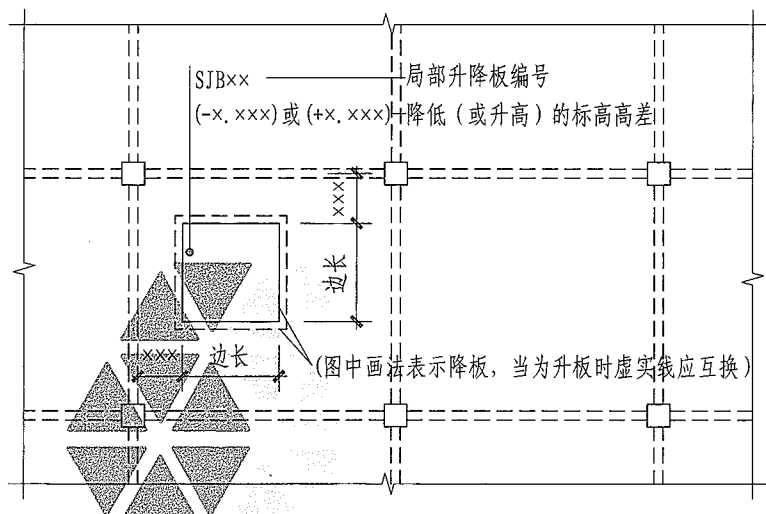 SJB×× 局部升降板编号
(-×.×××)或(+×.×××) 降低(或升高)的标高高差
×××
边长
××× 边长
(图中画法表示降板，当为升板时虚实线应互换)